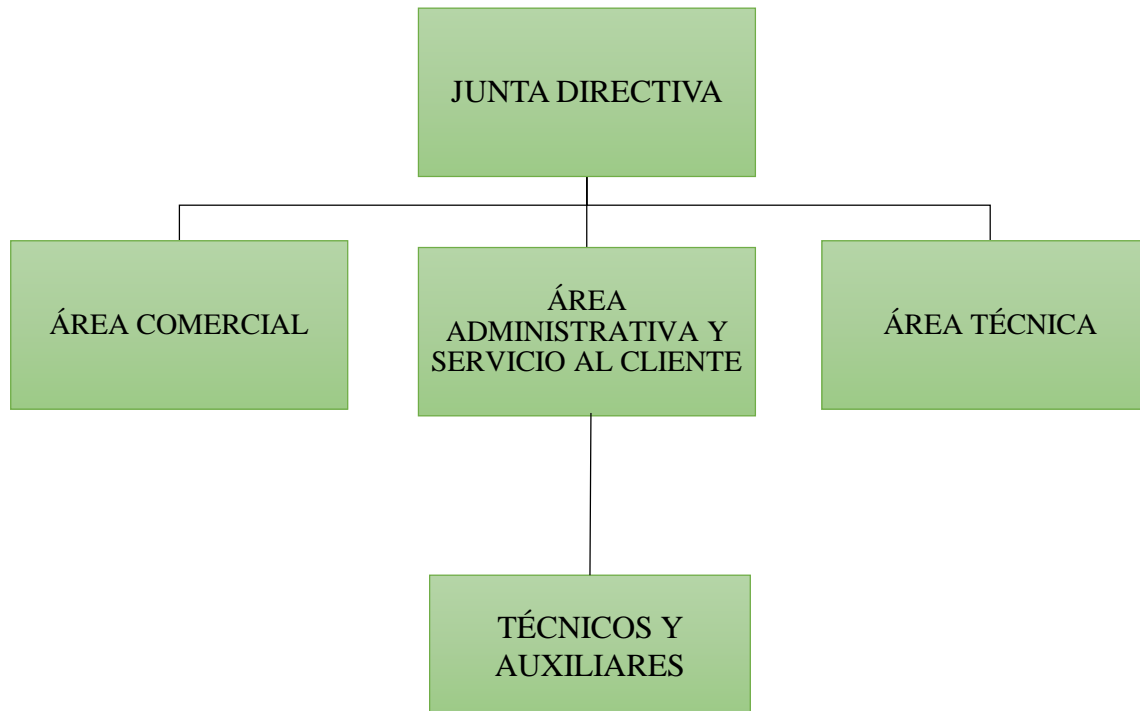 JUNTA DIRECTIVA
ÁREA COMERCIAL
ÁREA
ADMINISTRATIVA Y
SERVICIO AL CLIENTE
ÁREA TÉCNICA
TÉCNICOS Y
AUXILIARES